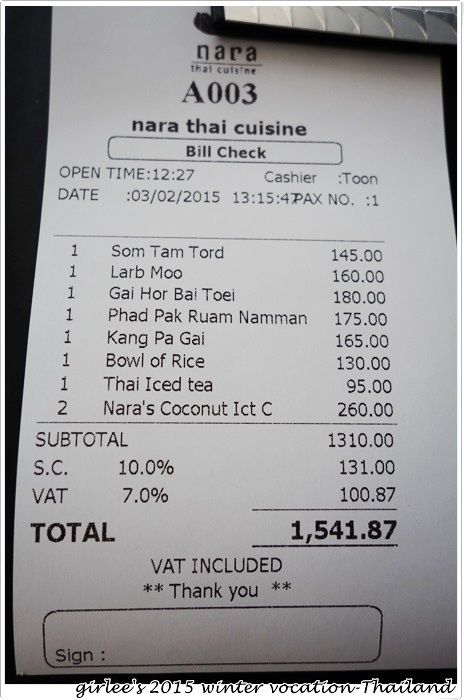 nara
thai cuisine
A003
nara thai cuisine
Bill Check
OPEN TIME:12:27 Cashier :Toon
DATE :03/02/2015 13:15:47PAX NO. :1
1 Som Tam Tord 145.00
1 Larb Moo 160.00
1 Gai Hor Bai Toei 180.00
1 Phad Pak Ruam Namman 175.00
1 Kang Pa Gai 165.00
1 Bowl of Rice 130.00
1 Thai Iced tea 95.00
2 Nara's Coconut Ict C 260.00
SUBTOTAL 1310.00
S.C. 10.0% 131.00
VAT 7.0% 100.87
TOTAL 1,541.87
VAT INCLUDED
** Thank you **
Sign :
girlee's 2015 winter vocation-Thailand